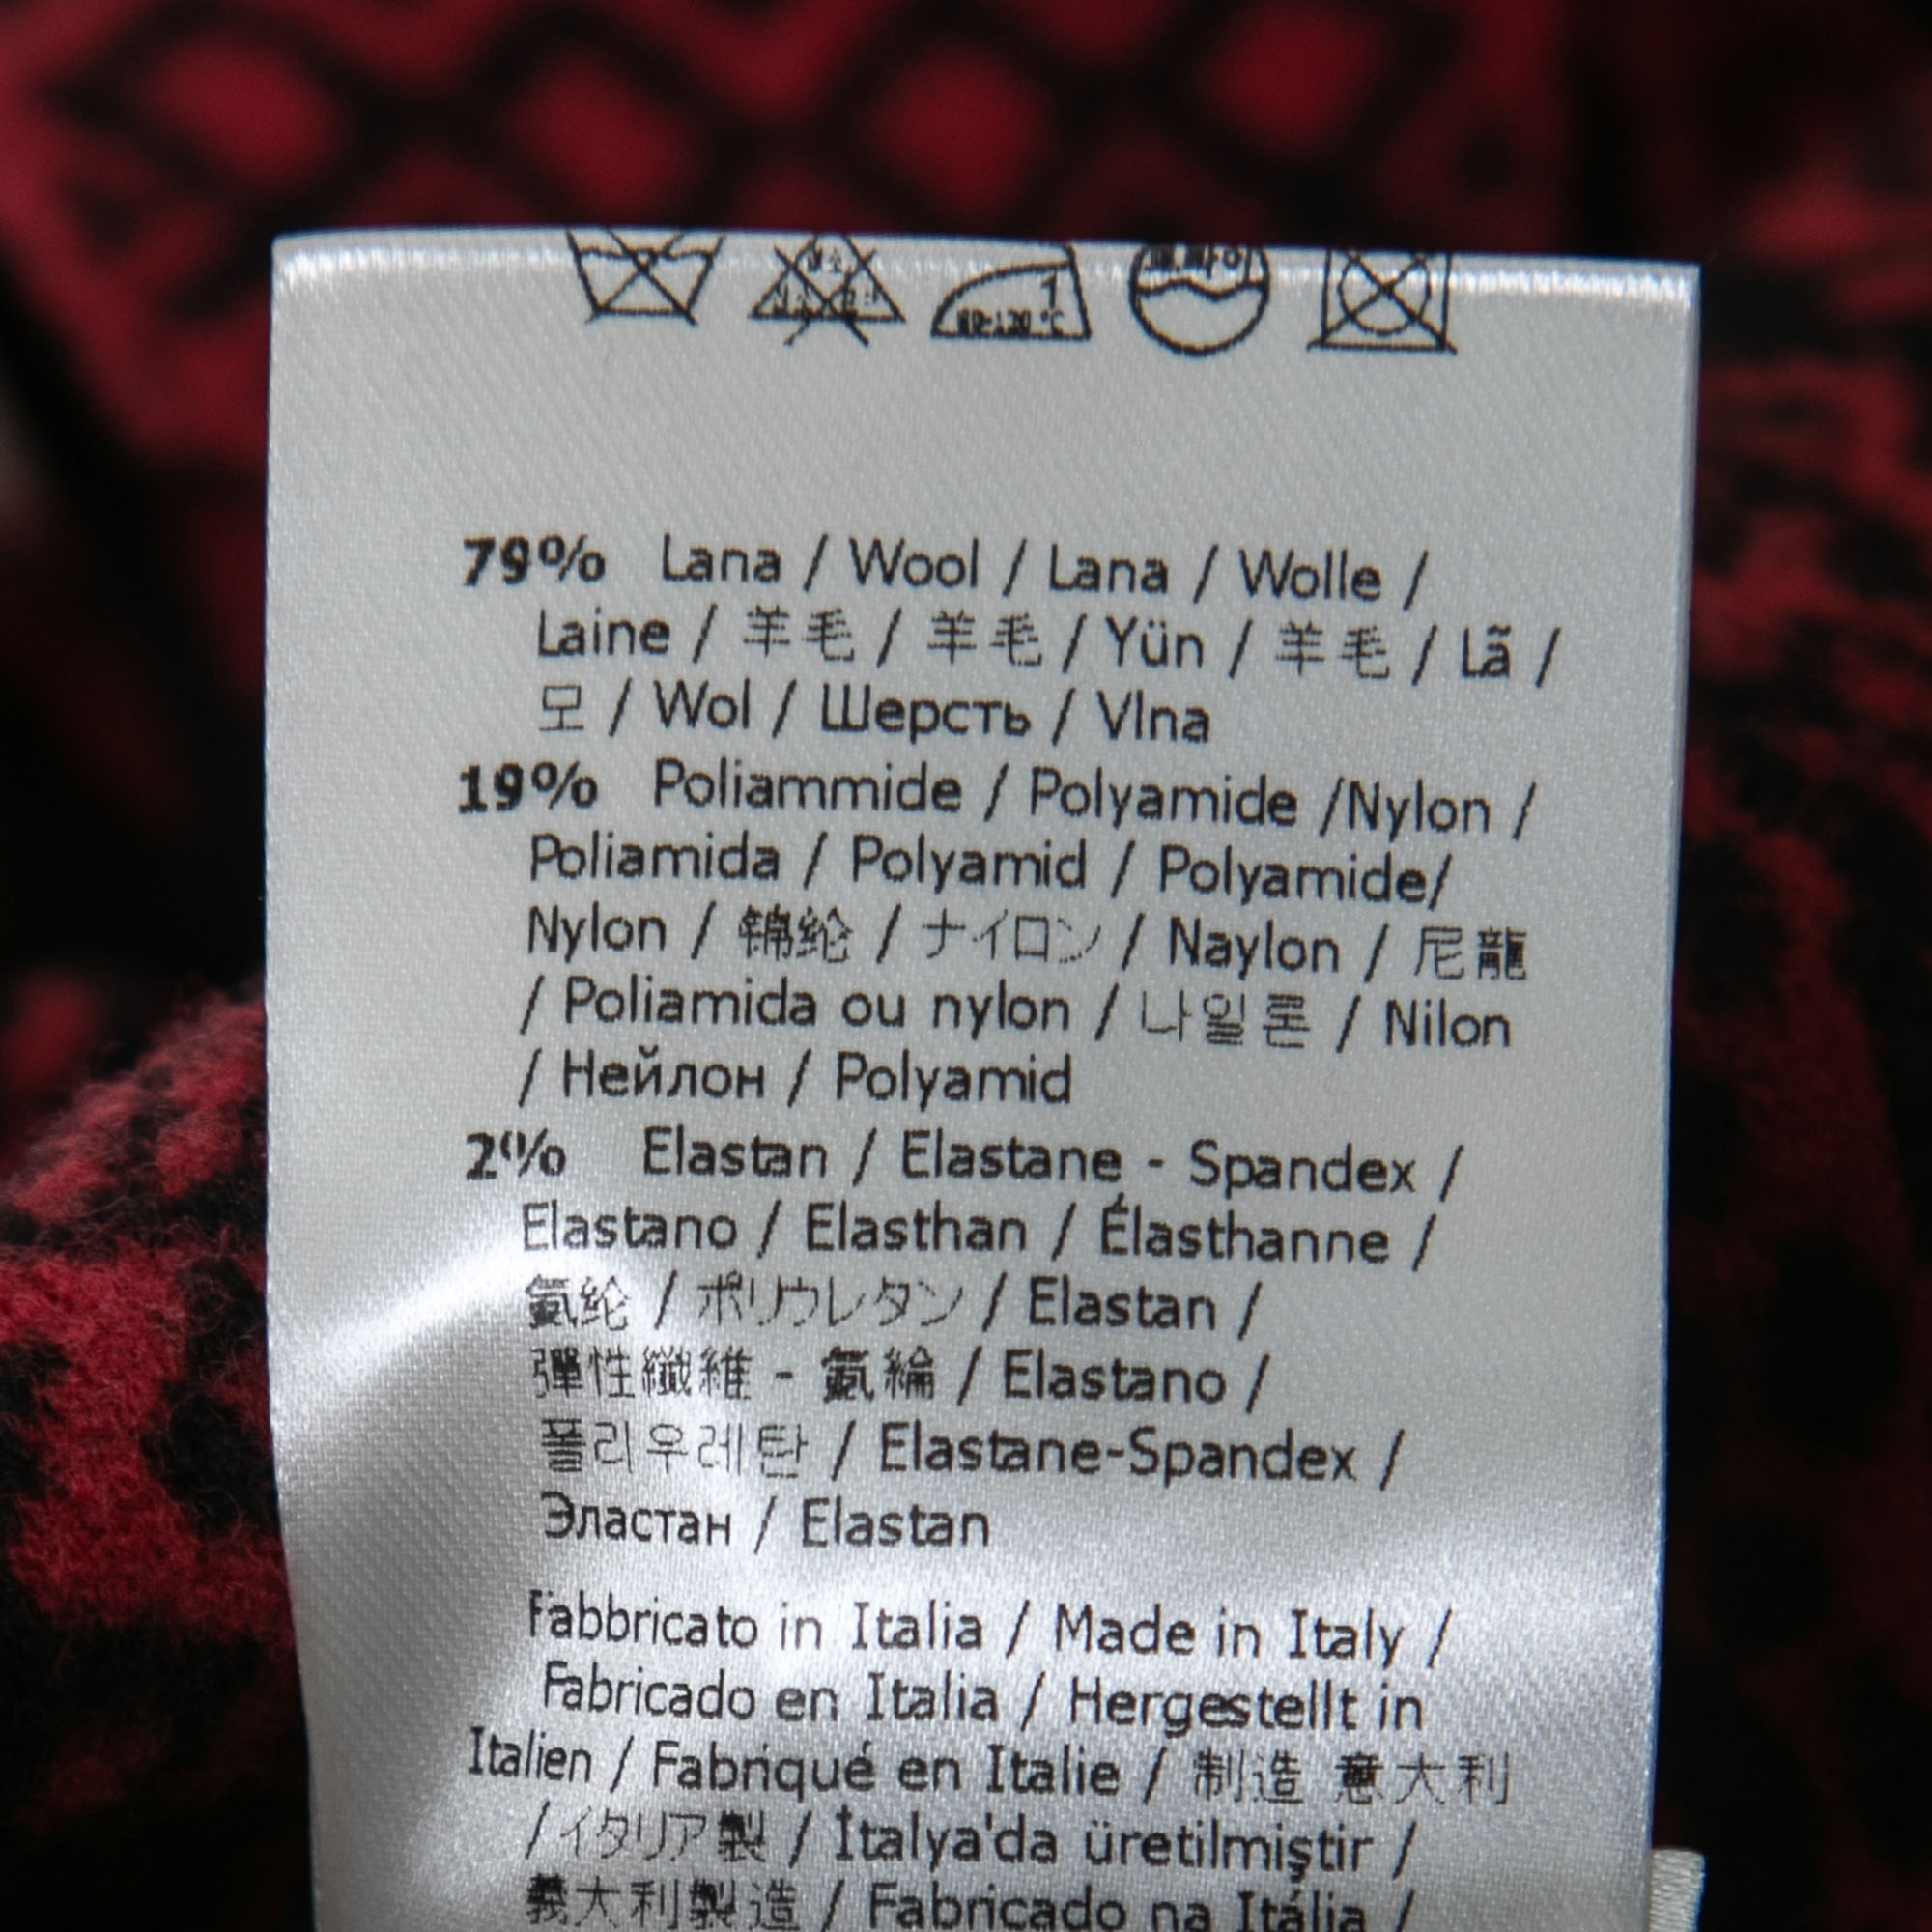 1
80-120 °C
79% Lana / Wool / Lana / Wolle /
Laine / 羊毛 / 羊毛 / Yün / 羊毛 / Lã /
모 / Wol / Шерсть / Vlna
19% Poliammide / Polyamide /Nylon /
Poliamida / Polyamid / Polyamide/
Nylon / 锦纶 / ナイロン / Naylon / 尼龍
/ Poliamida ou nylon / 나일론 / Nilon
/ Нейлон / Polyamid
2% Elastan / Elastane - Spandex /
Elastano / Elasthan / Élasthanne /
氨纶 / ポリウレタン / Elastan /
彈性纖維 - 氨綸 / Elastano /
폴리우레탄 / Elastane-Spandex /
Эластан / Elastan
Fabbricato in Italia / Made in Italy /
Fabricado en Italia / Hergestellt in
Italien / Fabriqué en Italie / 制造 意大利
/ イタリア製 / İtalya'da üretilmiştir /
義大利製造 / Fabricado na Itália /